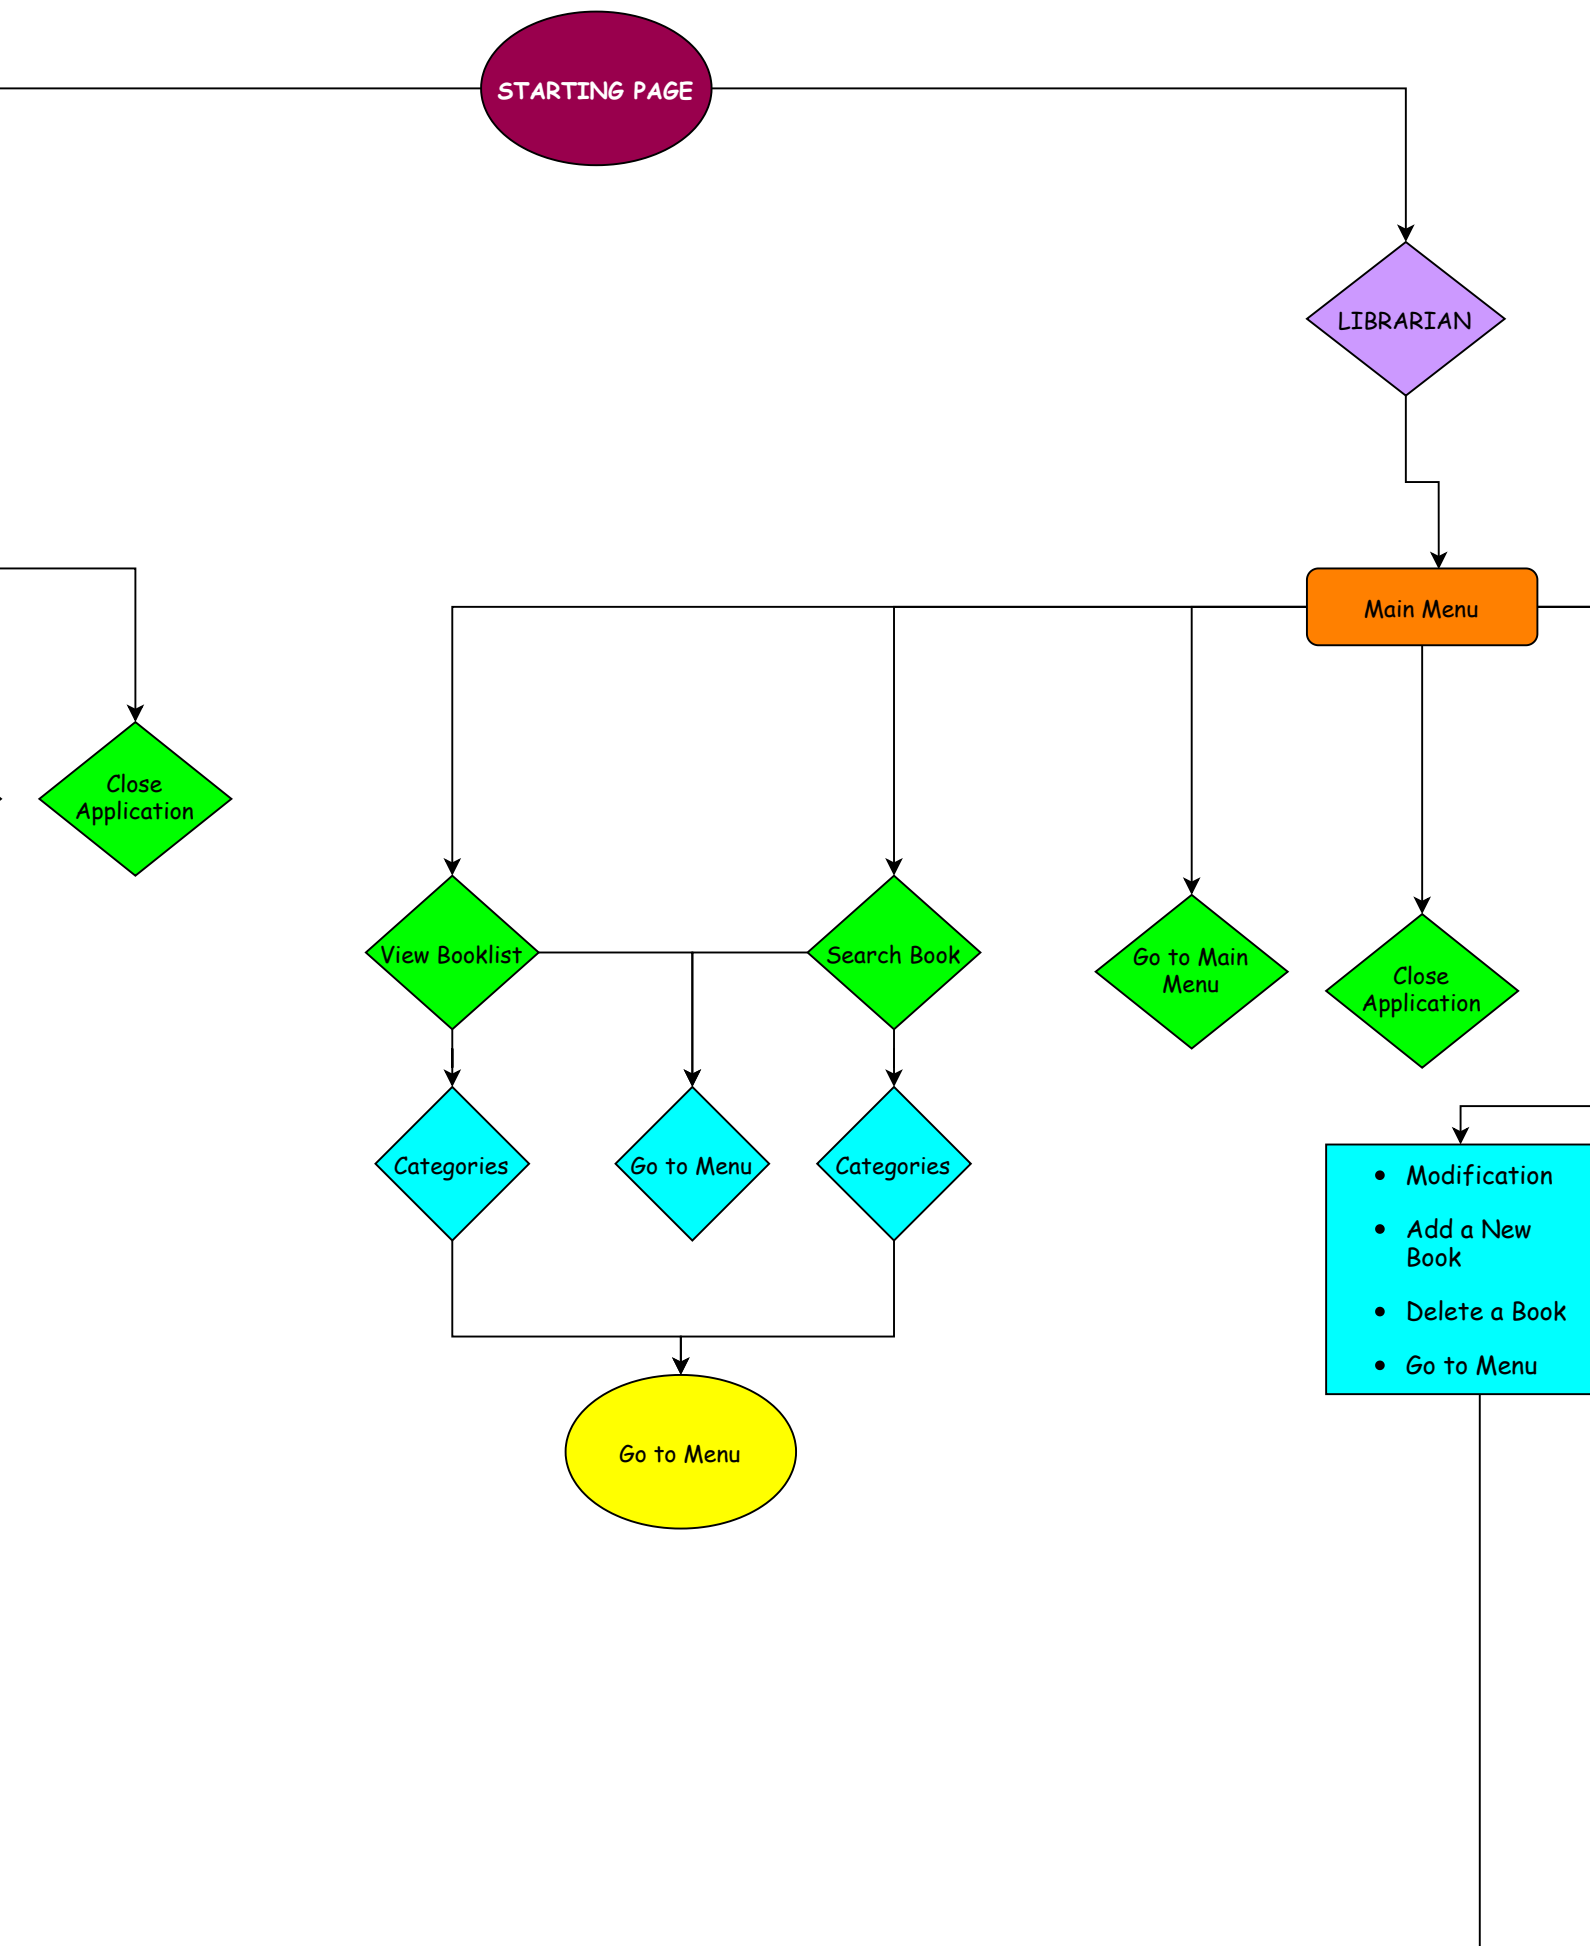 STARTING PAGE
LIBRARIAN
Main Menu
Close
Application
View Booklist
Search Book
Go to Main
Menu
Close
Application
Categories
Go to Menu
Categories
• Modification
• Add a New
Book
• Delete a Book
• Go to Menu
Go to Menu